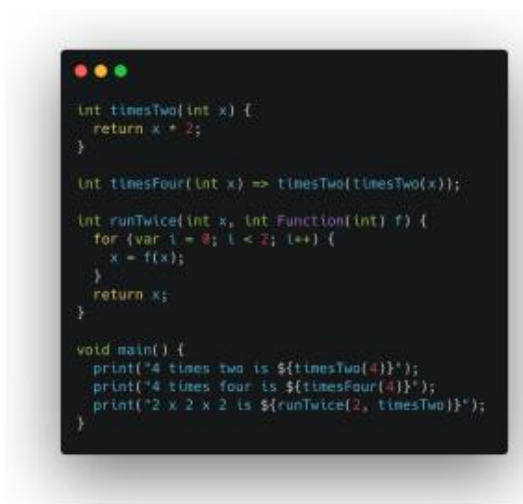 int timesTwo(int x) {
return x * 2;
}
int timesFour(int x) => timesTwo(timesTwo(x));
int runTwice(int x, int Function(int) f) {
for (var i = 0; i < 2; i++) {
x = f(x);
}
return x;
}
void main() {
print("4 times two is ${timesTwo(4)}");
print("4 times four is ${timesFour(4)}");
print("2 x 2 x 2 is ${runTwice(2, timesTwo)}");
}